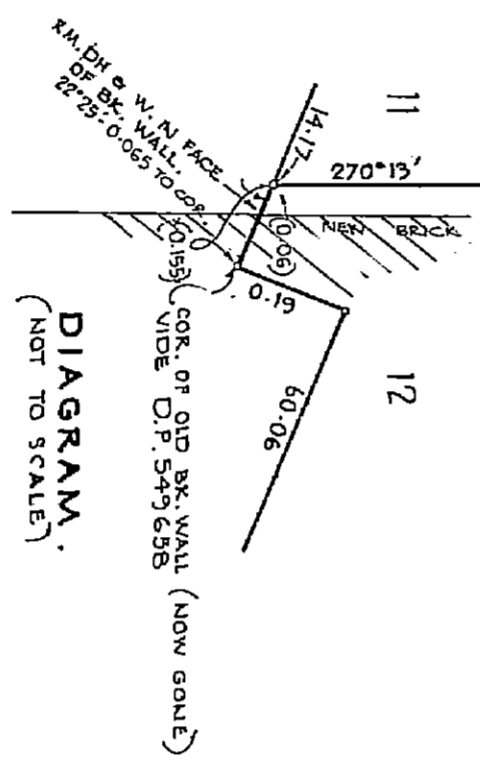 R.M. DH & W. IN FACE
OF BK. WALL.
22°25'- 0.065 TO COR.
11
14.17
270°13'
(0.06)
NEW BRICK
(0.155)
0.19
12
60.06
COR. OF OLD BK. WALL (NOW GONE)
VIDE D.P. 549658
DIAGRAM.
(NOT TO SCALE)